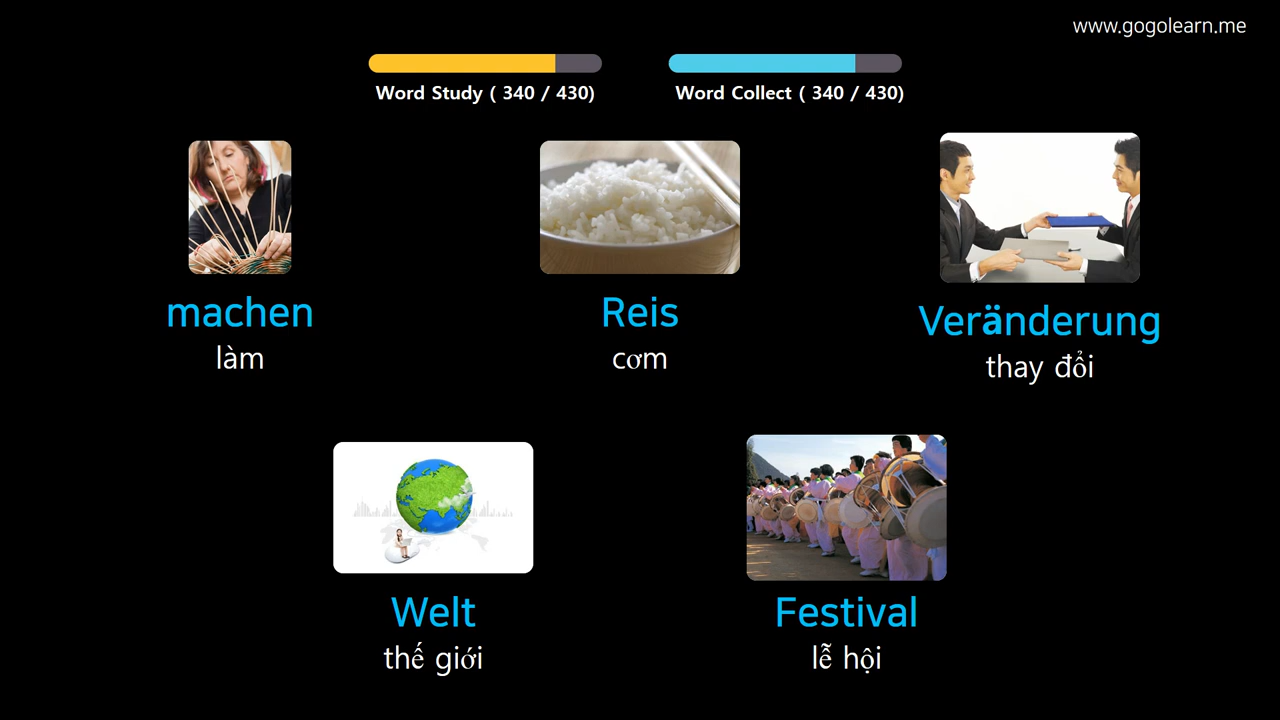 www.gogolearn.me
Word Study ( 340 / 430)
Word Collect ( 340 / 430)
machen
làm
Reis
cơm
Veränderung
thay đổi
Welt
thế giới
Festival
lễ hội